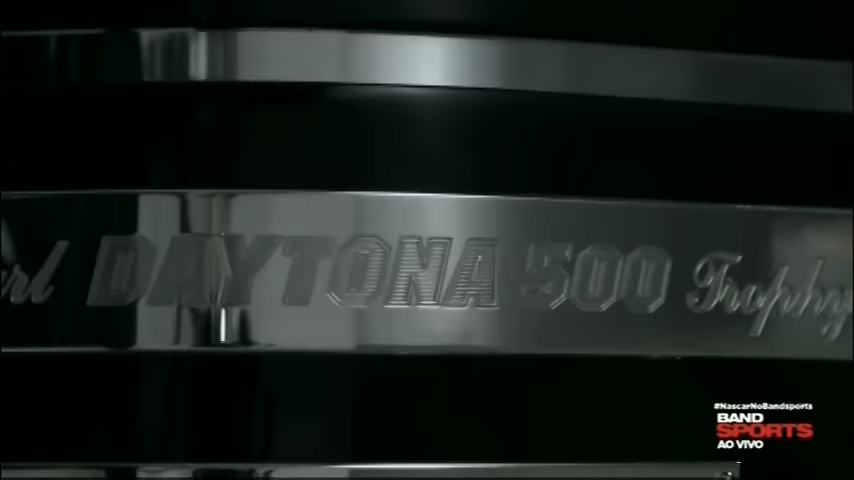 DAYTONA 500 Trophy
#NascarNoBandsports
BAND
SPORTS
AO VIVO